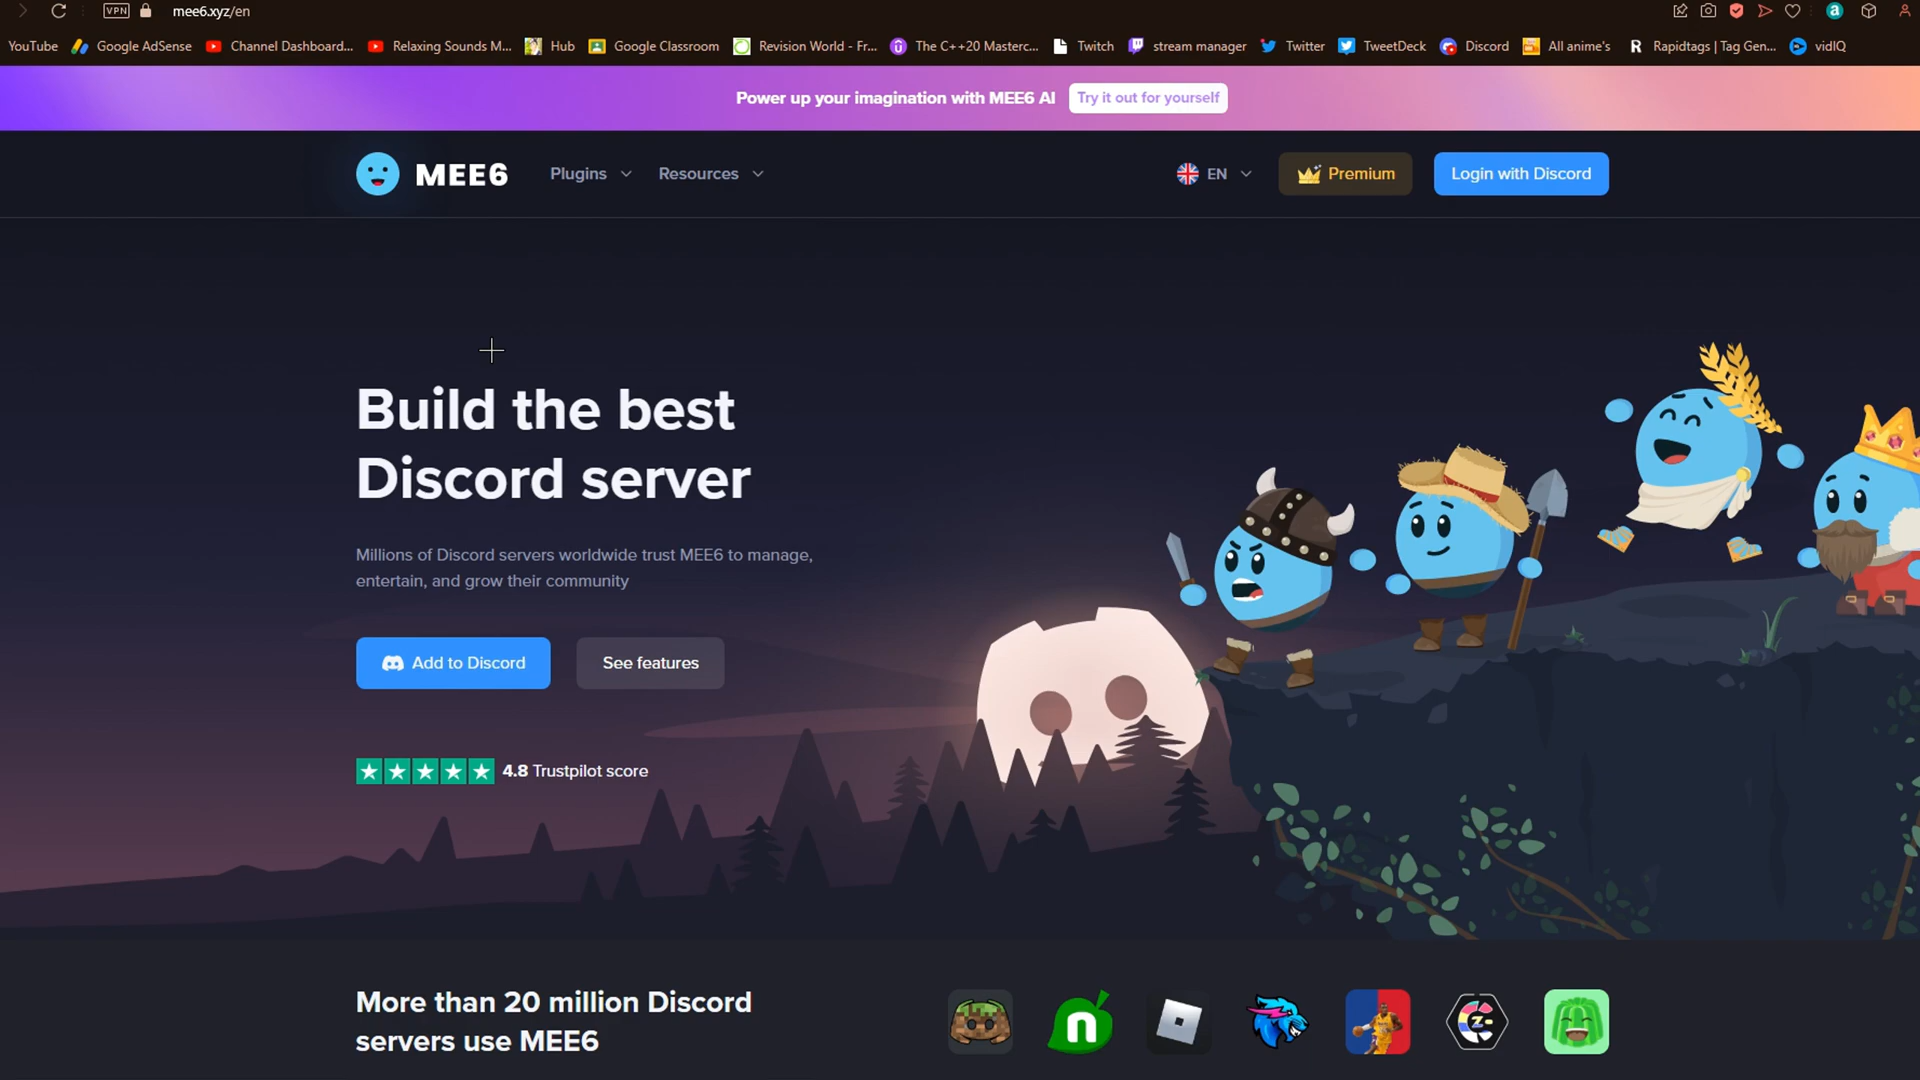 VPN
mee6.xyz/en
YouTube
Google AdSense
Channel Dashboard...
Relaxing Sounds M...
Hub
Google Classroom
Revision World - Fr...
The C++20 Masterc...
Twitch
stream manager
Twitter
TweetDeck
Discord
All anime's
Rapidtags | Tag Gen...
vidIQ
Power up your imagination with MEE6 AI
Try it out for yourself
MEE6
Plugins
Resources
EN
Premium
Login with Discord
Build the best
Discord server
Millions of Discord servers worldwide trust MEE6 to manage,
entertain, and grow their community
Add to Discord
See features
4.8 Trustpilot score
More than 20 million Discord
servers use MEE6